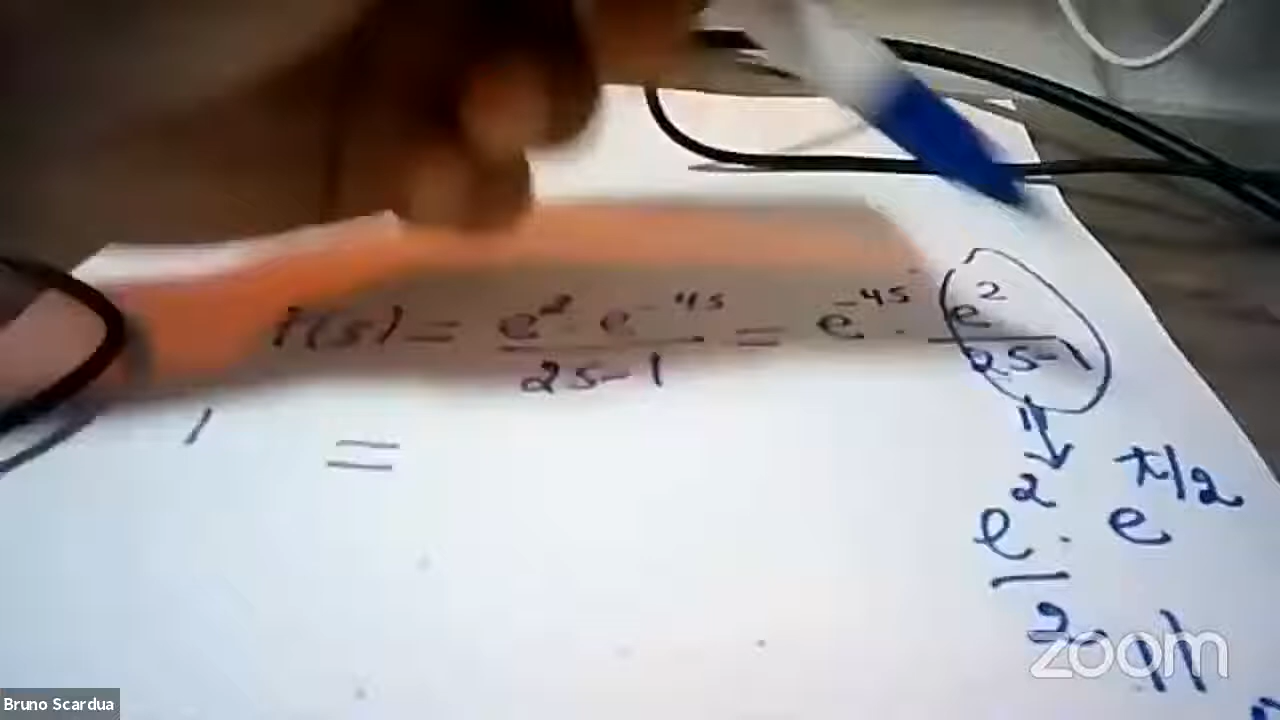 f(s) = e² · e⁻⁴ˢ / 2s-1 = e⁻⁴ˢ · e² / 2s-1
=
e² · e^x/2
2
zoom
Bruno Scardua